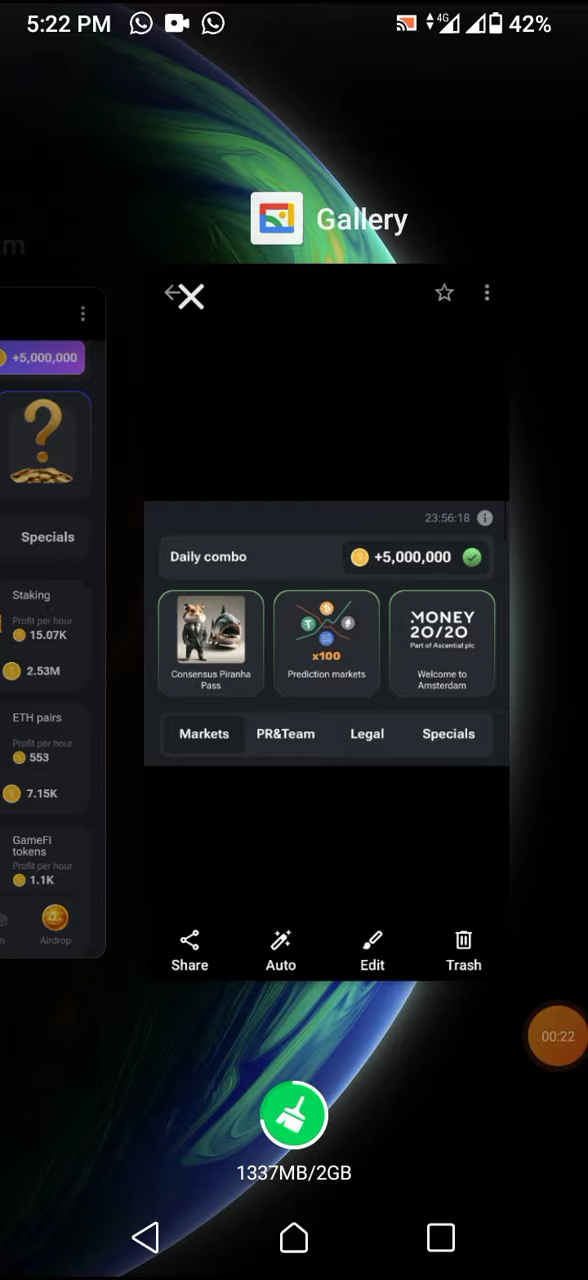 5:22 PM
4G
42%
Gallery
+5,000,000
Specials
Staking
Profit per hour
15.07K
2.53M
ETH pairs
Profit per hour
553
7.15K
GameFi
tokens
Profit per hour
1.1K
Airdrop
23:56:18
Daily combo
+5,000,000
Consensus Piranha
Pass
x100
Prediction markets
MONEY
20/20
Part of Ascential plc
Welcome to
Amsterdam
Markets
PR&Team
Legal
Specials
Share
Auto
Edit
Trash
00:22
1337MB/2GB